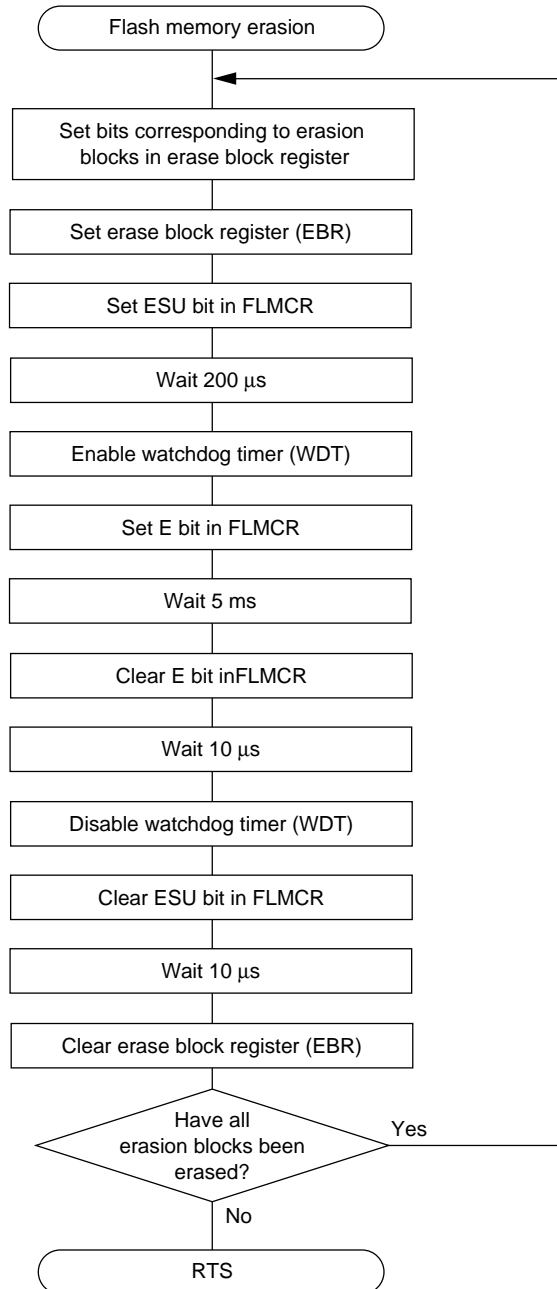 Flash memory erasion
Set bits corresponding to erasion
blocks in erase block register
Set erase block register (EBR)
Set ESU bit in FLMCR
Wait 200 μs
Enable watchdog timer (WDT)
Set E bit in FLMCR
Wait 5 ms
Clear E bit inFLMCR
Wait 10 μs
Disable watchdog timer (WDT)
Clear ESU bit in FLMCR
Wait 10 μs
Clear erase block register (EBR)
Have all
erasion blocks been
erased?
Yes
No
RTS